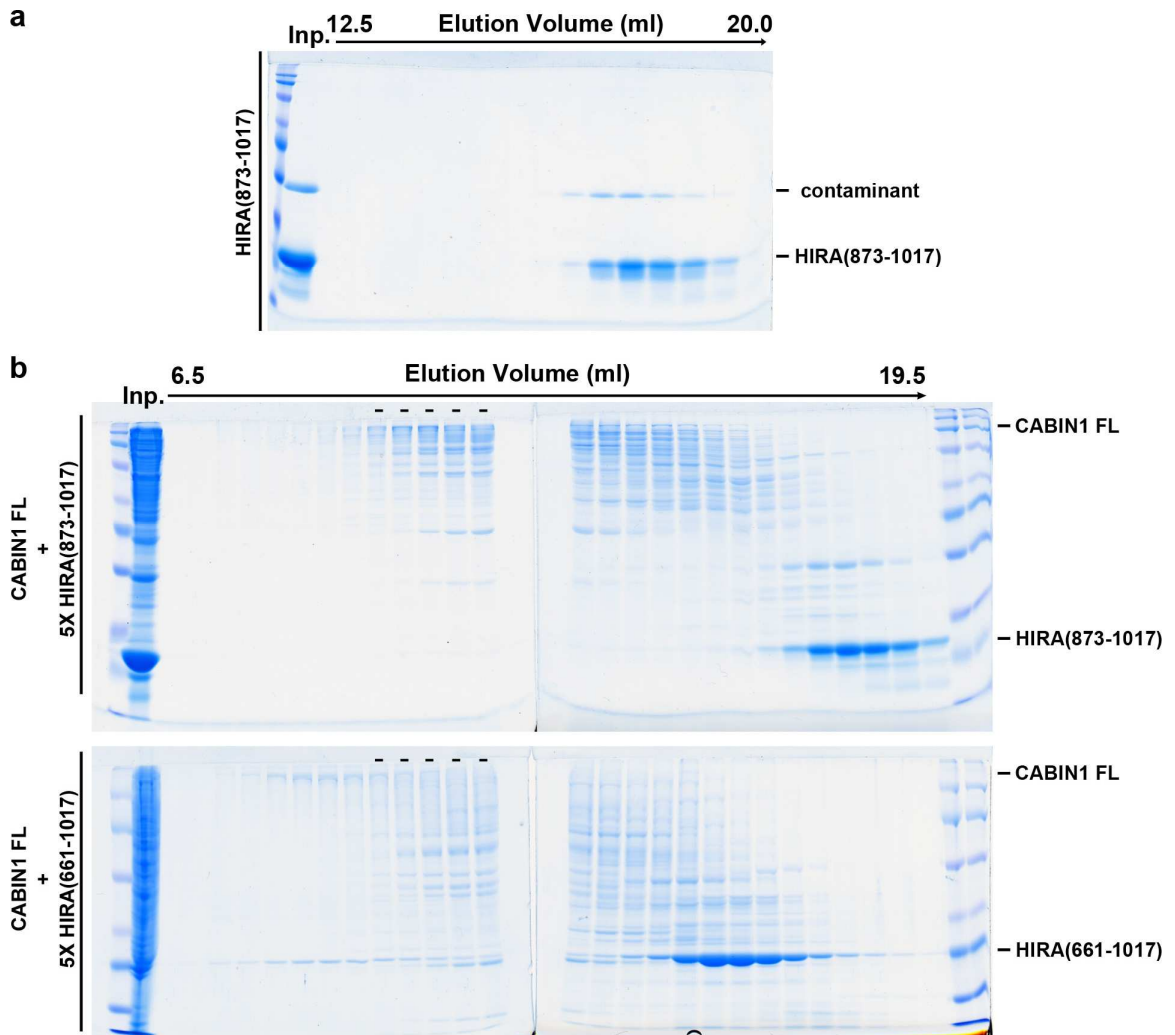 a
12.5 Elution Volume (ml) 20.0
Inp.
HIRA(873-1017)
– contaminant
– HIRA(873-1017)
b
6.5 Elution Volume (ml) 19.5
Inp.
CABIN1 FL
+
5X HIRA(873-1017)
– CABIN1 FL
– HIRA(873-1017)
CABIN1 FL
+
5X HIRA(661-1017)
– CABIN1 FL
– HIRA(661-1017)